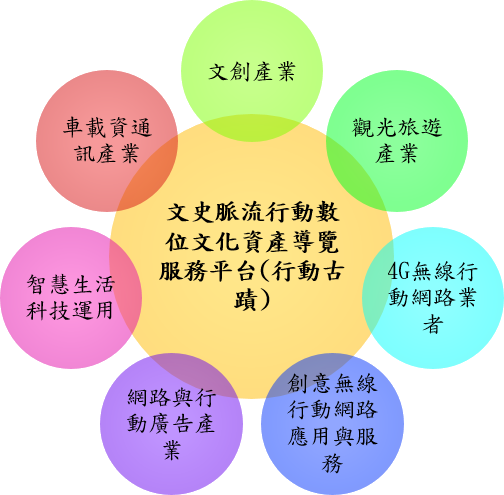 文創產業
觀光旅遊
產業
4G無線行
動網路業
者
創意無線
行動網路
應用與服
務
網路與行
動廣告產
業
智慧生活
科技運用
車載資通
訊產業
文史脈流行動數
位文化資產導覽
服務平台(行動古
蹟)